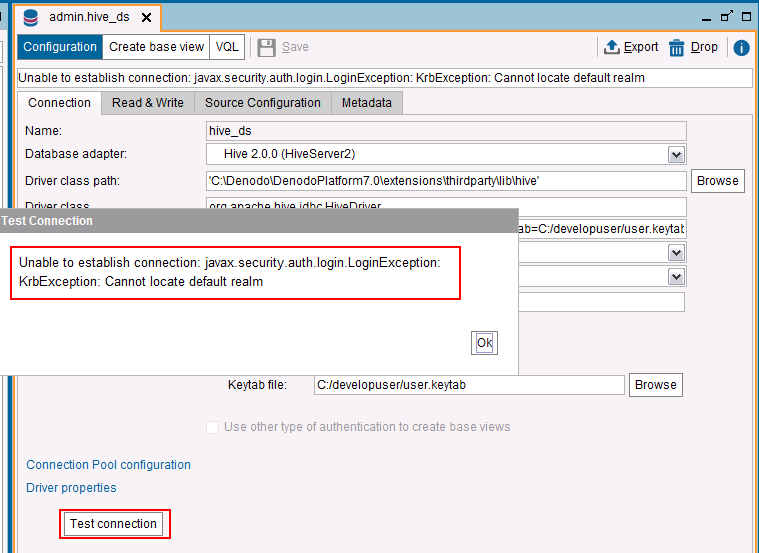 admin.hive_ds
Configuration Create base view VQL Save Export Drop
Unable to establish connection: javax.security.auth.login.LoginException: KrbException: Cannot locate default realm
Connection Read & Write Source Configuration Metadata
Name: hive_ds
Database adapter: Hive 2.0.0 (HiveServer2)
Driver class path: 'C:\Denodo\DenodoPlatform7.0\extensions\thirdparty\lib\hive' Browse
Driver class org.apache.hive.jdbc.HiveDriver
Test Connection
ab=C:/developuser/user.keytab
Unable to establish connection: javax.security.auth.login.LoginException:
KrbException: Cannot locate default realm
Ok
Keytab file: C:/developuser/user.keytab Browse
Use other type of authentication to create base views
Connection Pool configuration
Driver properties
Test connection